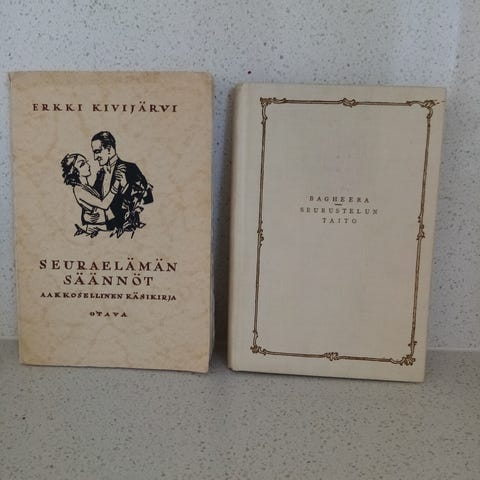 ERKKI KIVIJÄRVI
SEURAELÄMÄN
SÄÄNNÖT
AAKKOSELLINEN KÄSIKIRJA
OTAVA
BAGHEERA
SEURUSTELUN
TAITO